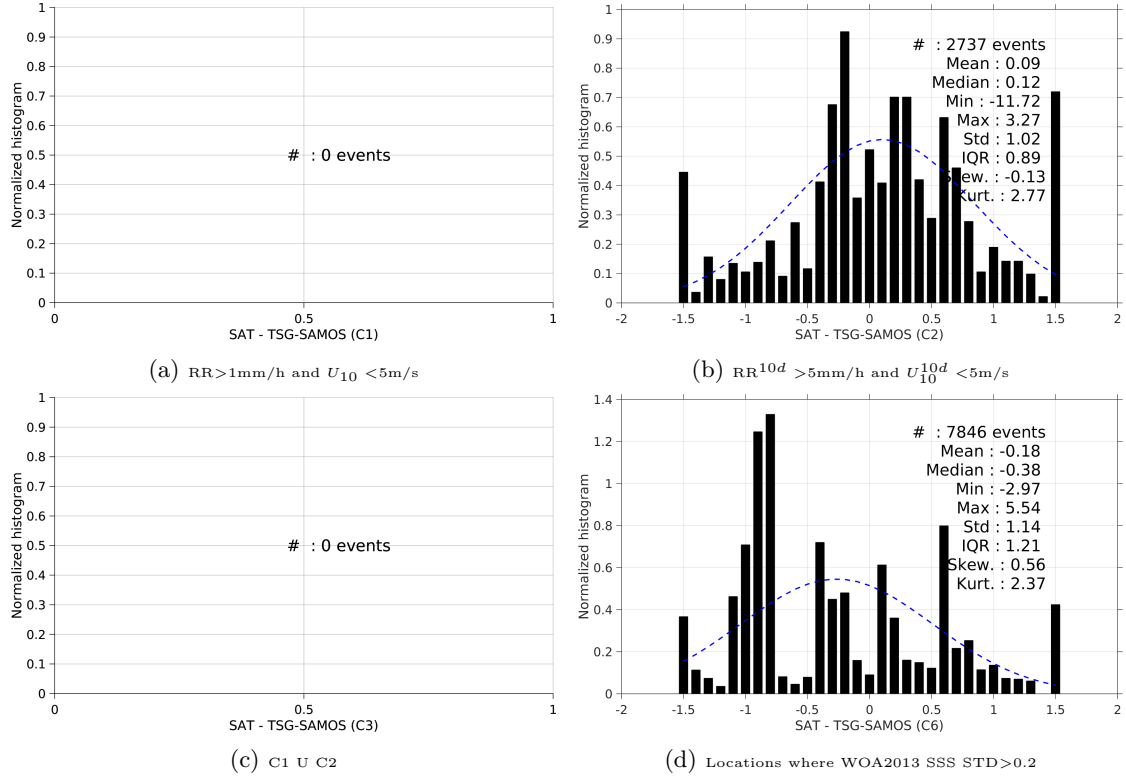 1
0.9
0.8
0.7
0.6
0.5
0.4
0.3
0.2
0.1
0
Normalized histogram
# : 0 events
0 0.5 1
SAT - TSG-SAMOS (C1)
(a) RR>1mm/h and U10 <5m/s
1
0.9
0.8
0.7
0.6
0.5
0.4
0.3
0.2
0.1
0
Normalized histogram
# : 2737 events
Mean : 0.09
Median : 0.12
Min : -11.72
Max : 3.27
Std : 1.02
IQR : 0.89
Skew. : -0.13
Kurt. : 2.77
-2 -1.5 -1 -0.5 0 0.5 1 1.5 2
SAT - TSG-SAMOS (C2)
(b) RR^10d >5mm/h and U10^10d <5m/s
1
0.9
0.8
0.7
0.6
0.5
0.4
0.3
0.2
0.1
0
Normalized histogram
# : 0 events
0 0.5 1
SAT - TSG-SAMOS (C3)
(c) C1 U C2
1.4
1.2
1
0.8
0.6
0.4
0.2
0
Normalized histogram
# : 7846 events
Mean : -0.18
Median : -0.38
Min : -2.97
Max : 5.54
Std : 1.14
IQR : 1.21
Skew. : 0.56
Kurt. : 2.37
-2 -1.5 -1 -0.5 0 0.5 1 1.5 2
SAT - TSG-SAMOS (C6)
(d) Locations where WOA2013 SSS STD>0.2